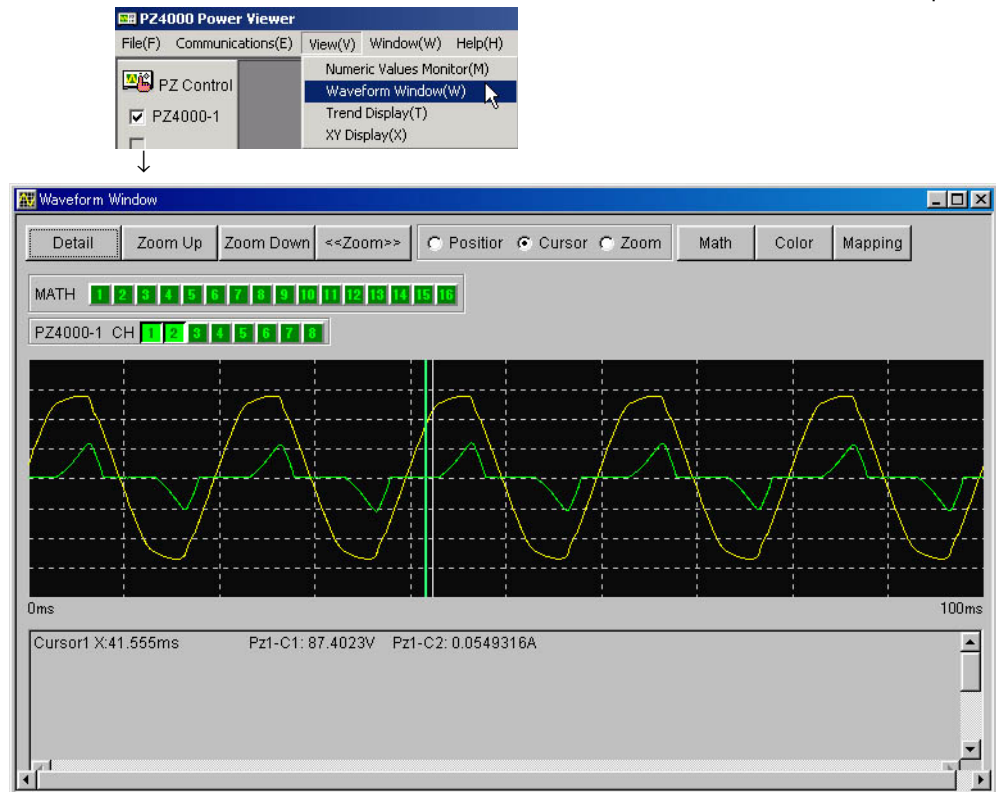 PZ4000 Power Viewer
File(F) Communications(E) View(V) Window(W) Help(H)
PZ Control
PZ4000-1
Numeric Values Monitor(M)
Waveform Window(W)
Trend Display(T)
XY Display(X)
Waveform Window
Detail Zoom Up Zoom Down <<Zoom>> Positior Cursor Zoom Math Color Mapping
MATH 1 2 3 4 5 6 7 8 9 10 11 12 13 14 15 16
PZ4000-1 CH 1 2 3 4 5 6 7 8
0ms 100ms
Cursor1 X:41.555ms Pz1-C1: 87.4023V Pz1-C2: 0.0549316A